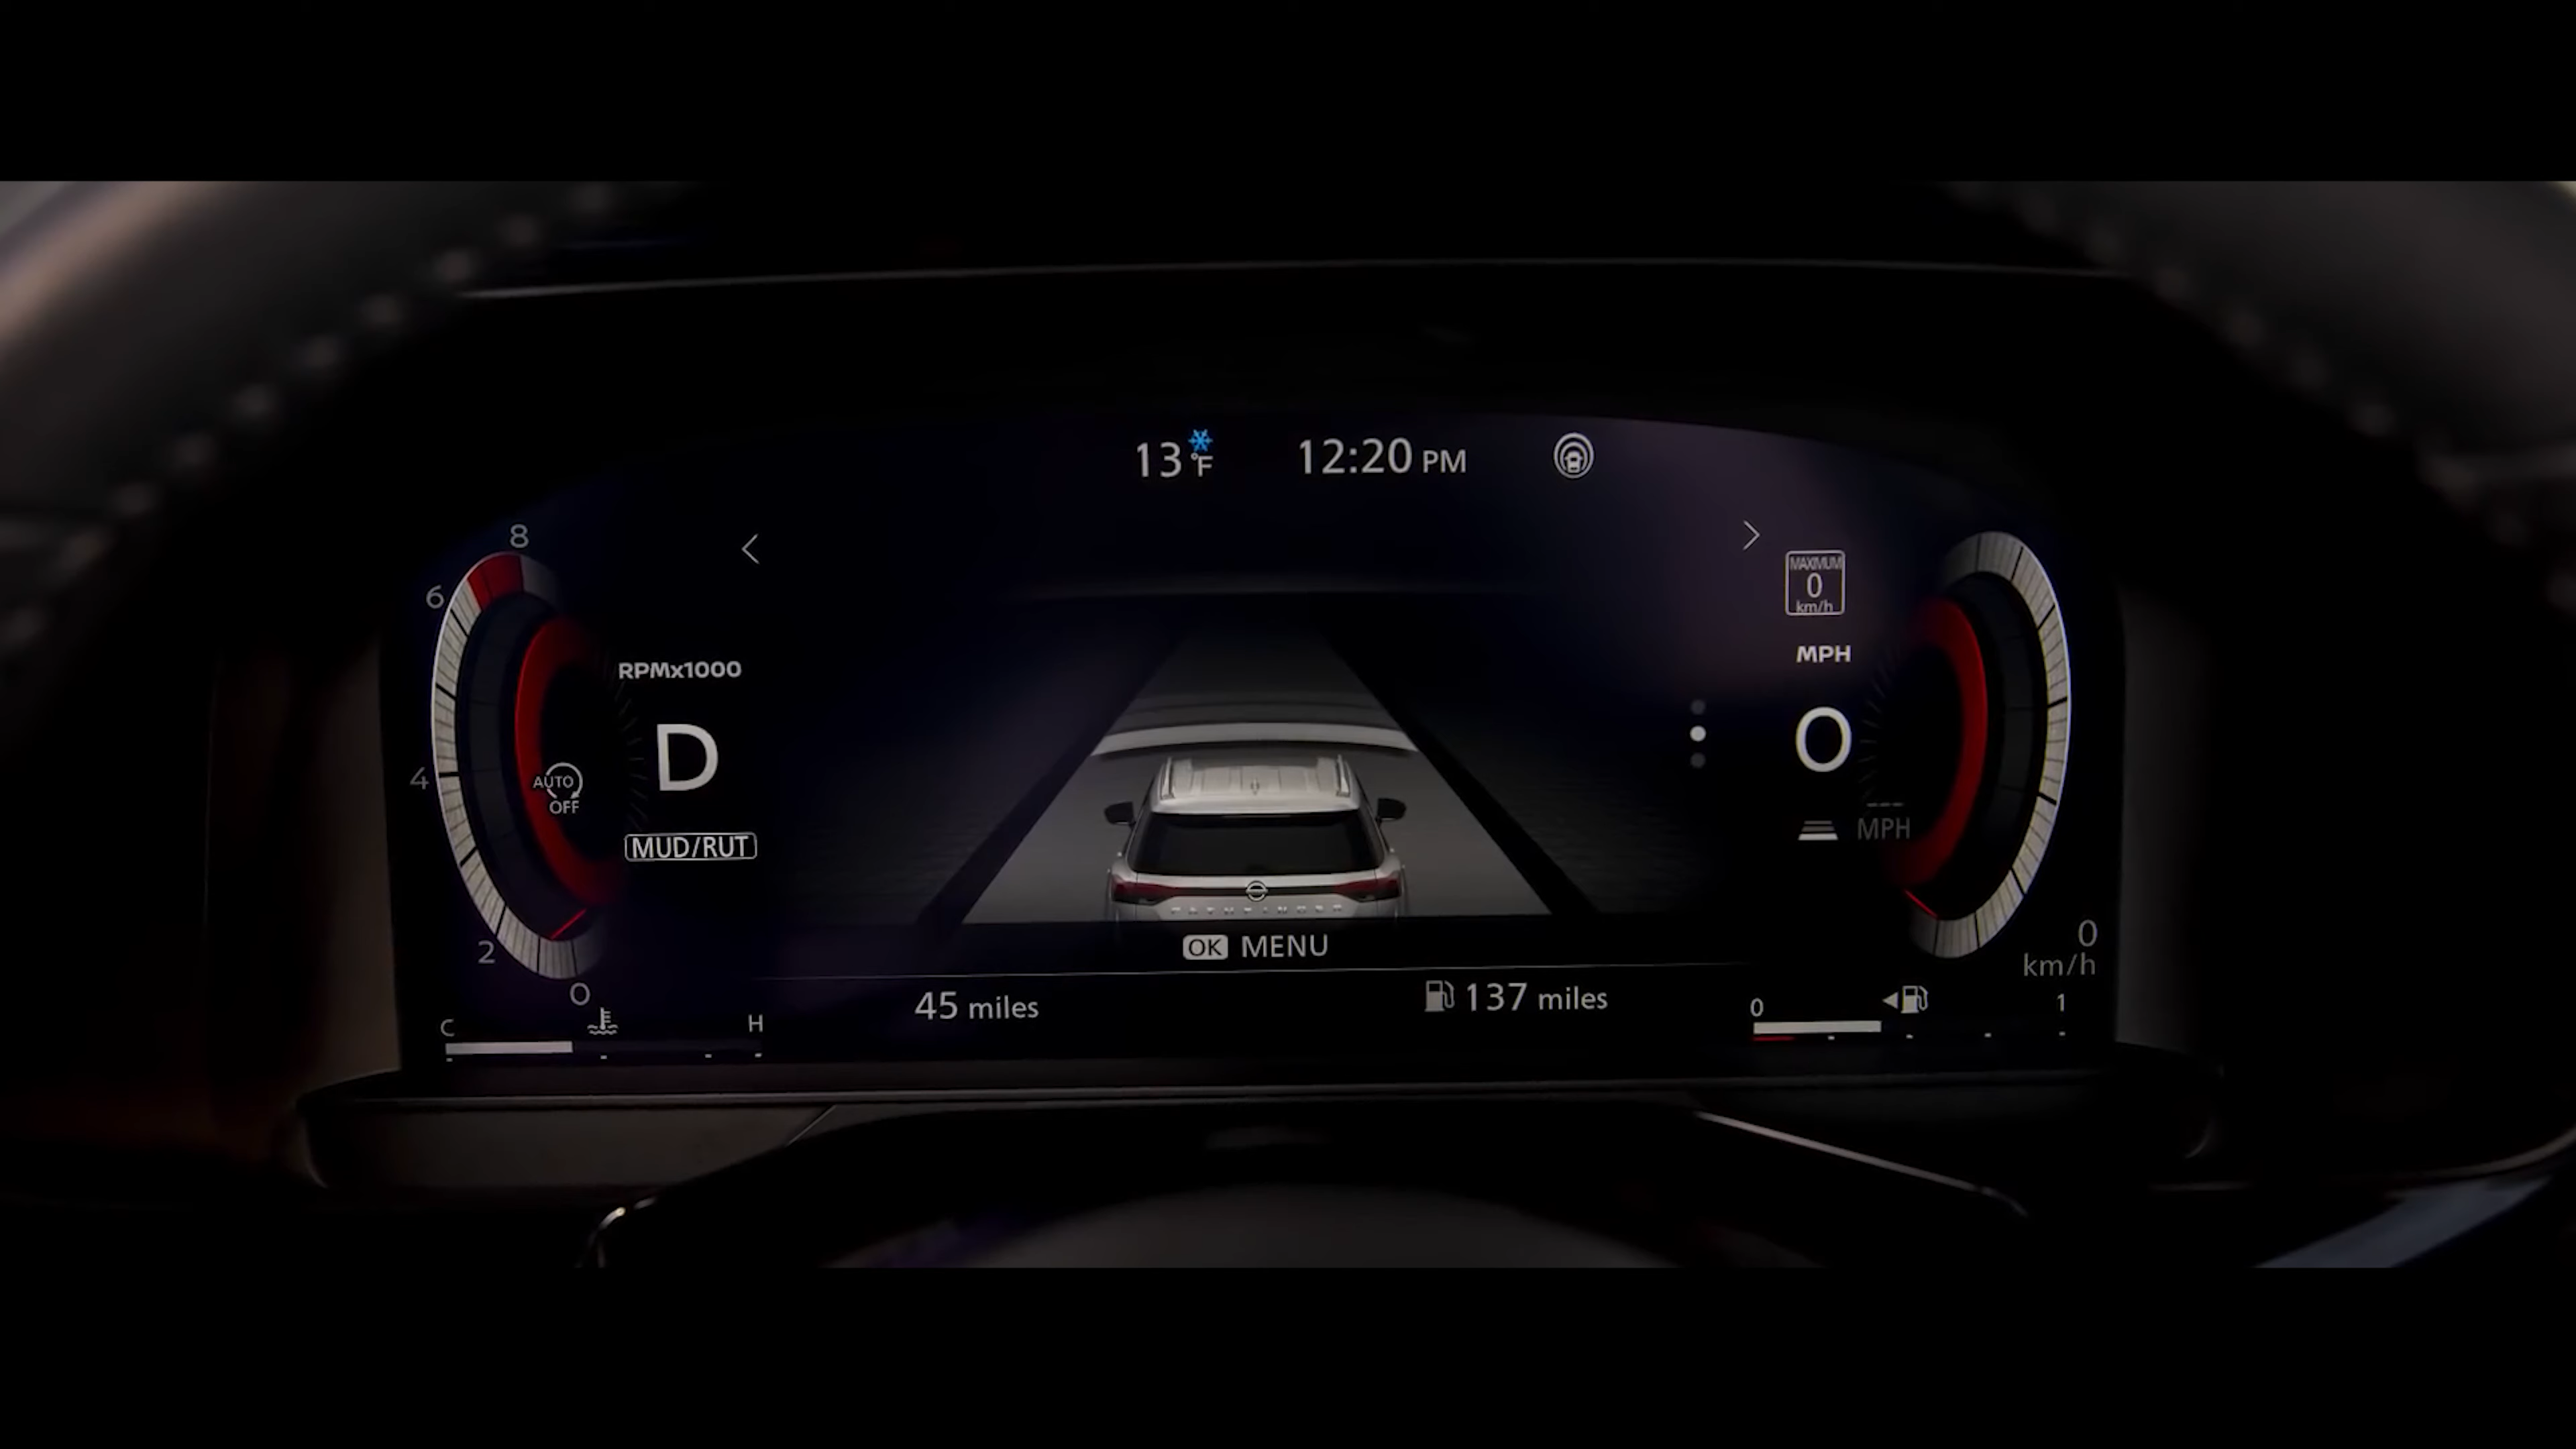 13 °F 12:20 PM
8
6
4
2
0
RPMx1000
D
AUTO
OFF
MUD/RUT
MAXIMUM
0
km/h
MPH
0
--- MPH
PATHFINDER
OK MENU
0
km/h
45 miles
137 miles
C H
0 1